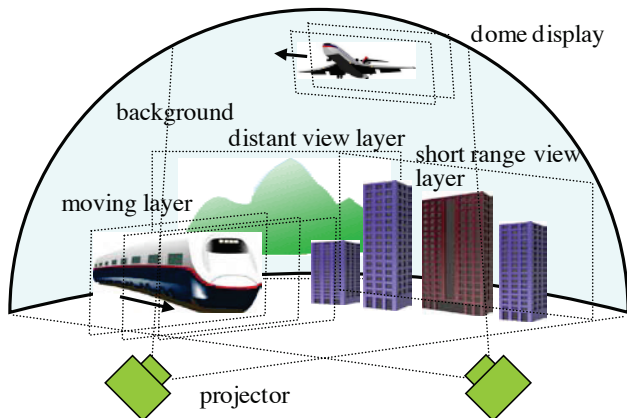 dome display
background
distant view layer
short range view
layer
moving layer
projector